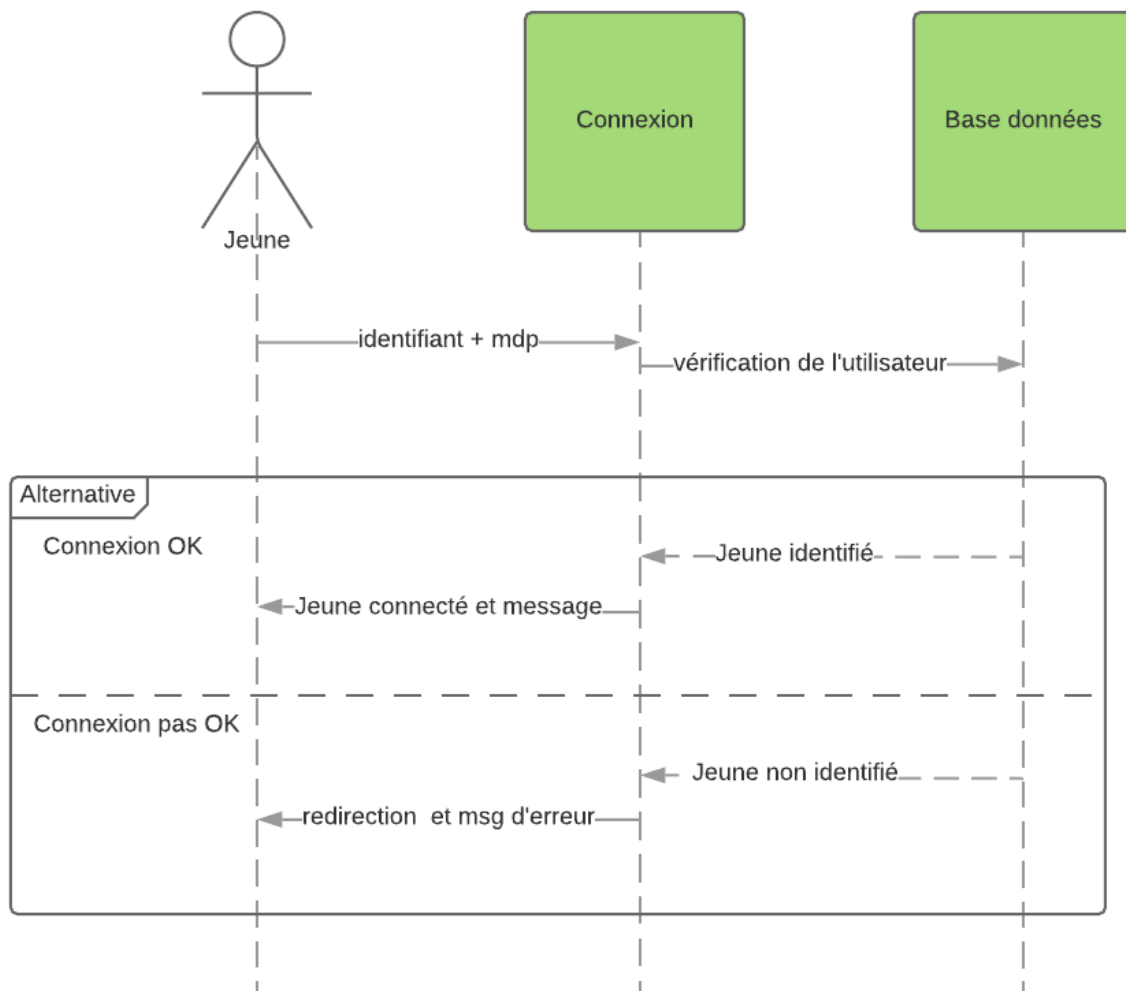 Connexion
Base données
Jeune
identifiant + mdp
vérification de l'utilisateur
Alternative
Connexion OK
Jeune identifié
Jeune connecté et message
Connexion pas OK
Jeune non identifié
redirection  et msg d'erreur